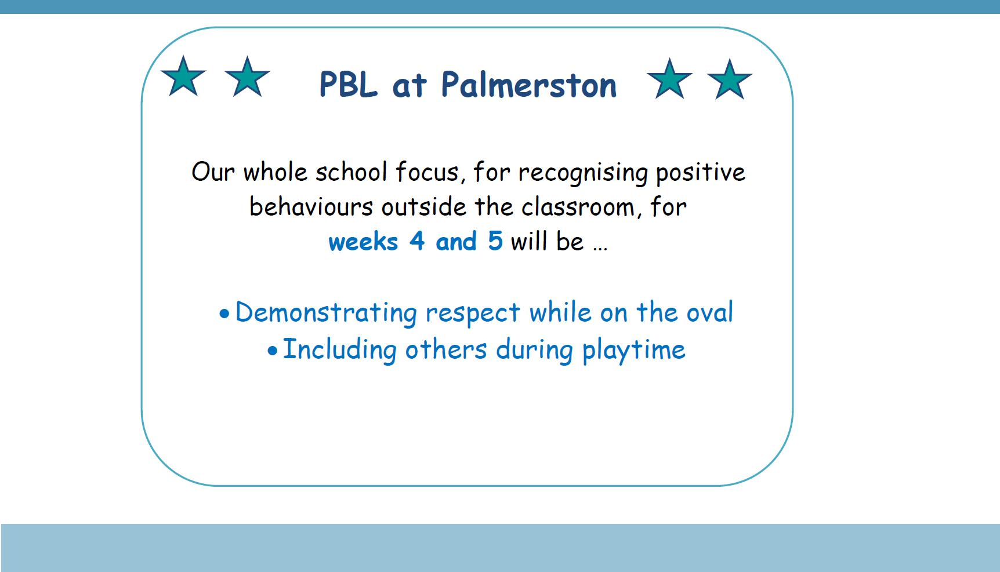 PBL at Palmerston
Our whole school focus, for recognising positive
behaviours outside the classroom, for
weeks 4 and 5 will be ...
• Demonstrating respect while on the oval
• Including others during playtime